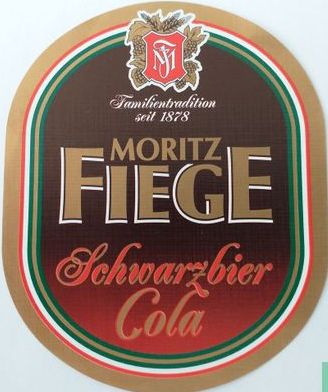 Familientradition
seit 1878
MORITZ
FIEGE
Schwarzbier
Cola